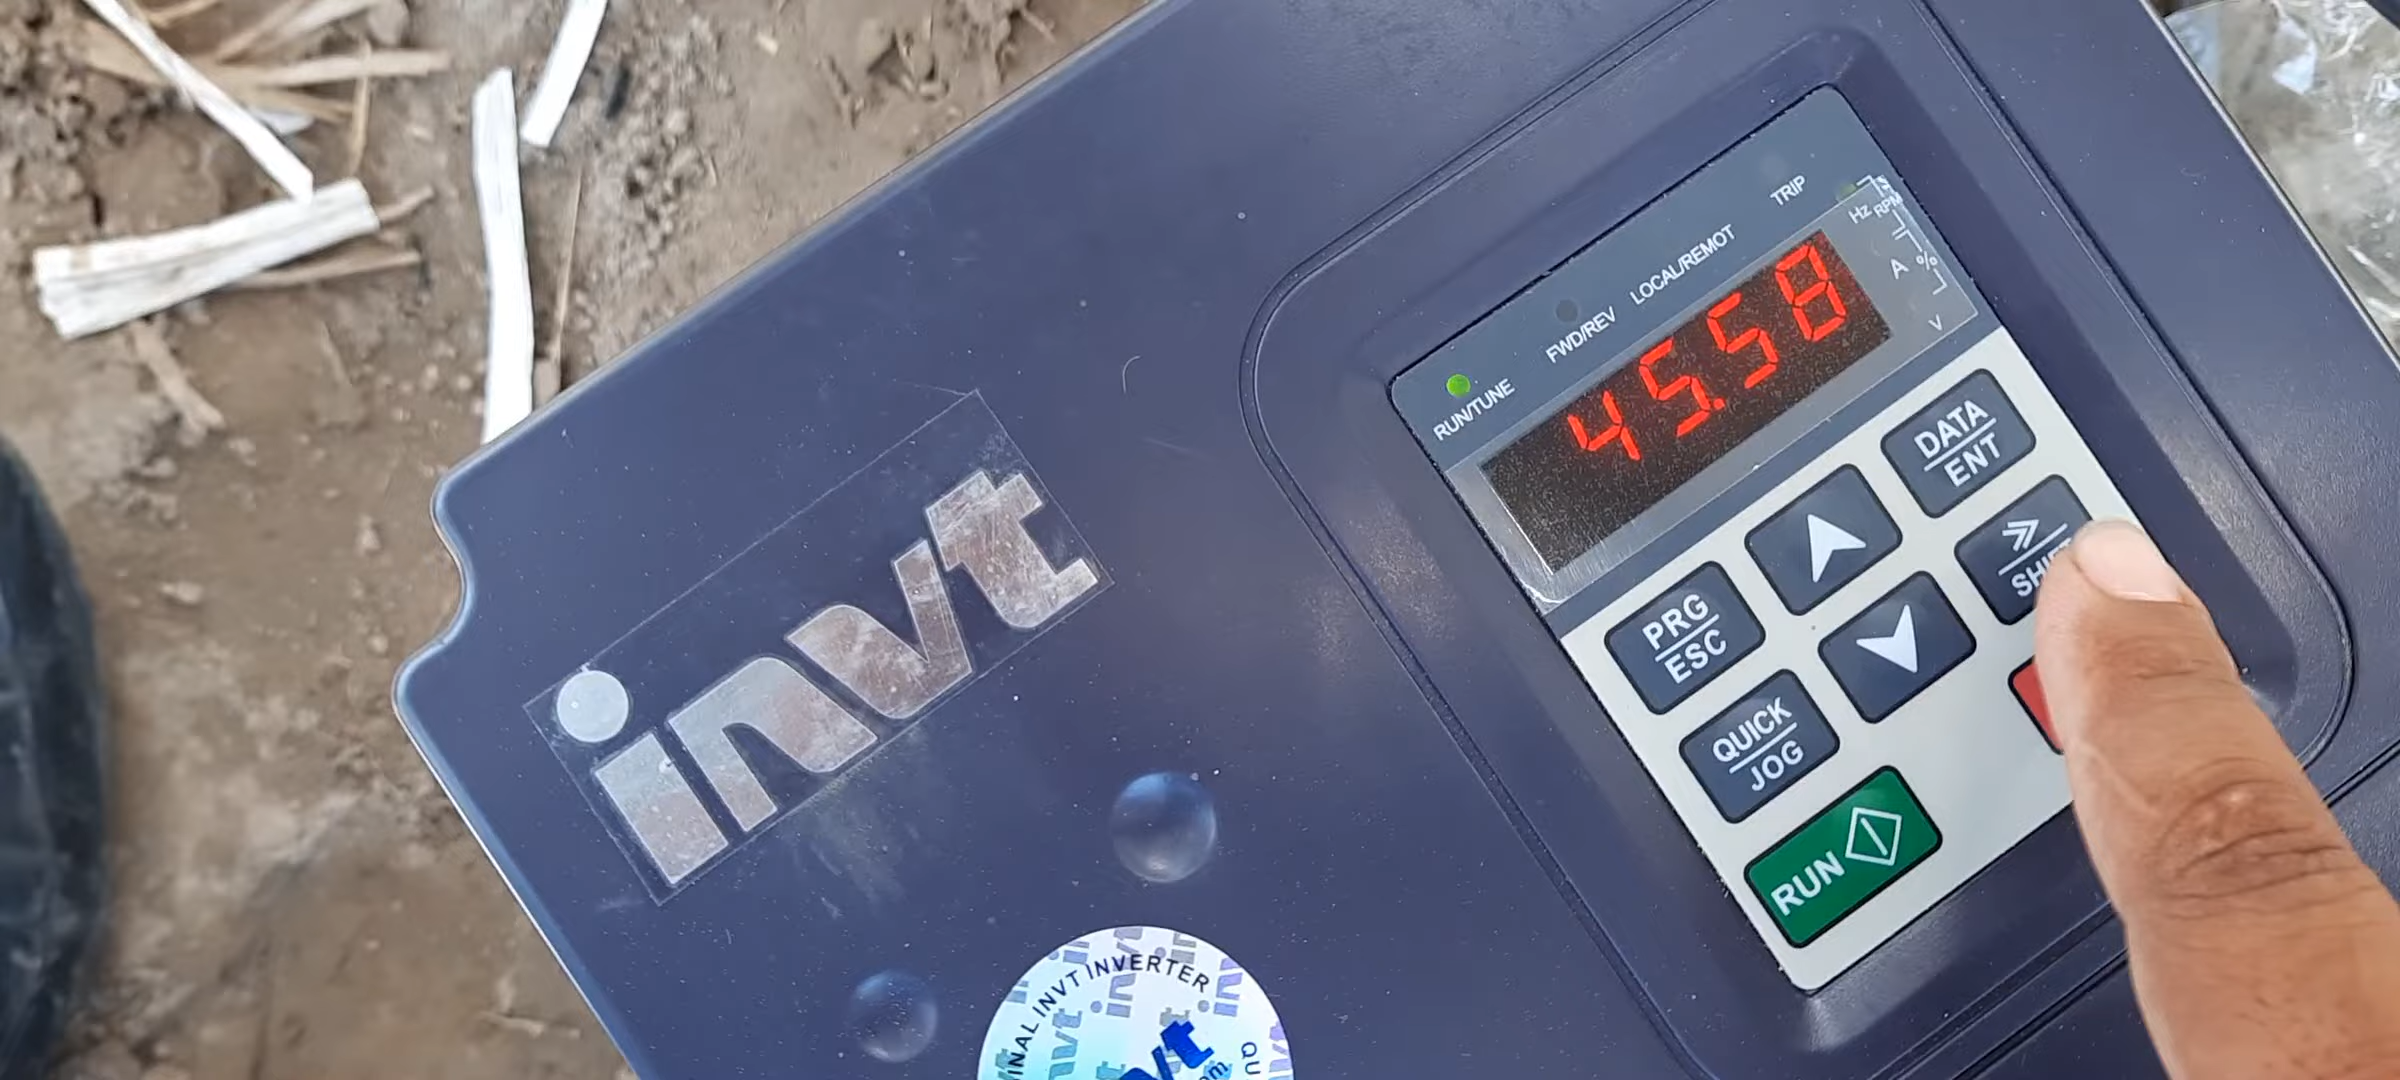 RUN/TUNE
FWD/REV
LOCAL/REMOT
TRIP
Hz
RPM
A
%
V
45.58
PRG
ESC
DATA
ENT
QUICK
JOG
RUN
invt
INVT INVERTER